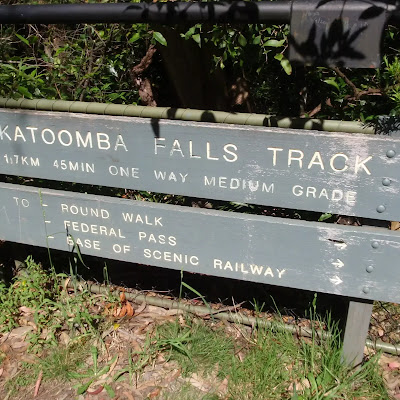 KATOOMBA FALLS TRACK
1.7KM 45MIN ONE WAY MEDIUM GRADE
TO ROUND WALK
FEDERAL PASS
BASE OF SCENIC RAILWAY